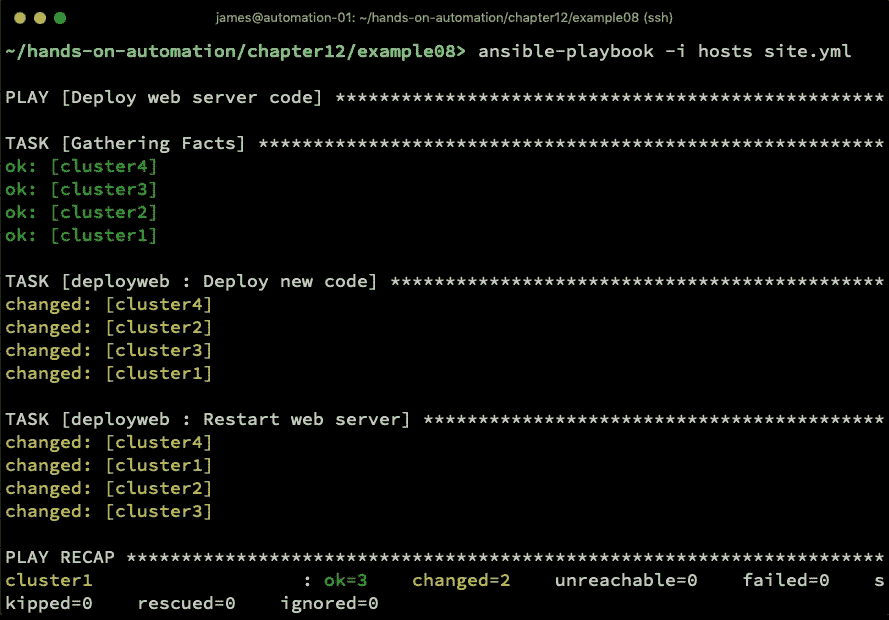 james@automation-01: ~/hands-on-automation/chapter12/example08 (ssh)
~/hands-on-automation/chapter12/example08> ansible-playbook -i hosts site.yml
PLAY [Deploy web server code] **************************************************
TASK [Gathering Facts] *********************************************************
ok: [cluster4]
ok: [cluster3]
ok: [cluster2]
ok: [cluster1]
TASK [deployweb : Deploy new code] *********************************************
changed: [cluster4]
changed: [cluster2]
changed: [cluster3]
changed: [cluster1]
TASK [deployweb : Restart web server] ******************************************
changed: [cluster4]
changed: [cluster1]
changed: [cluster2]
changed: [cluster3]
PLAY RECAP *********************************************************************
cluster1                   : ok=3    changed=2    unreachable=0    failed=0    s
kipped=0    rescued=0    ignored=0